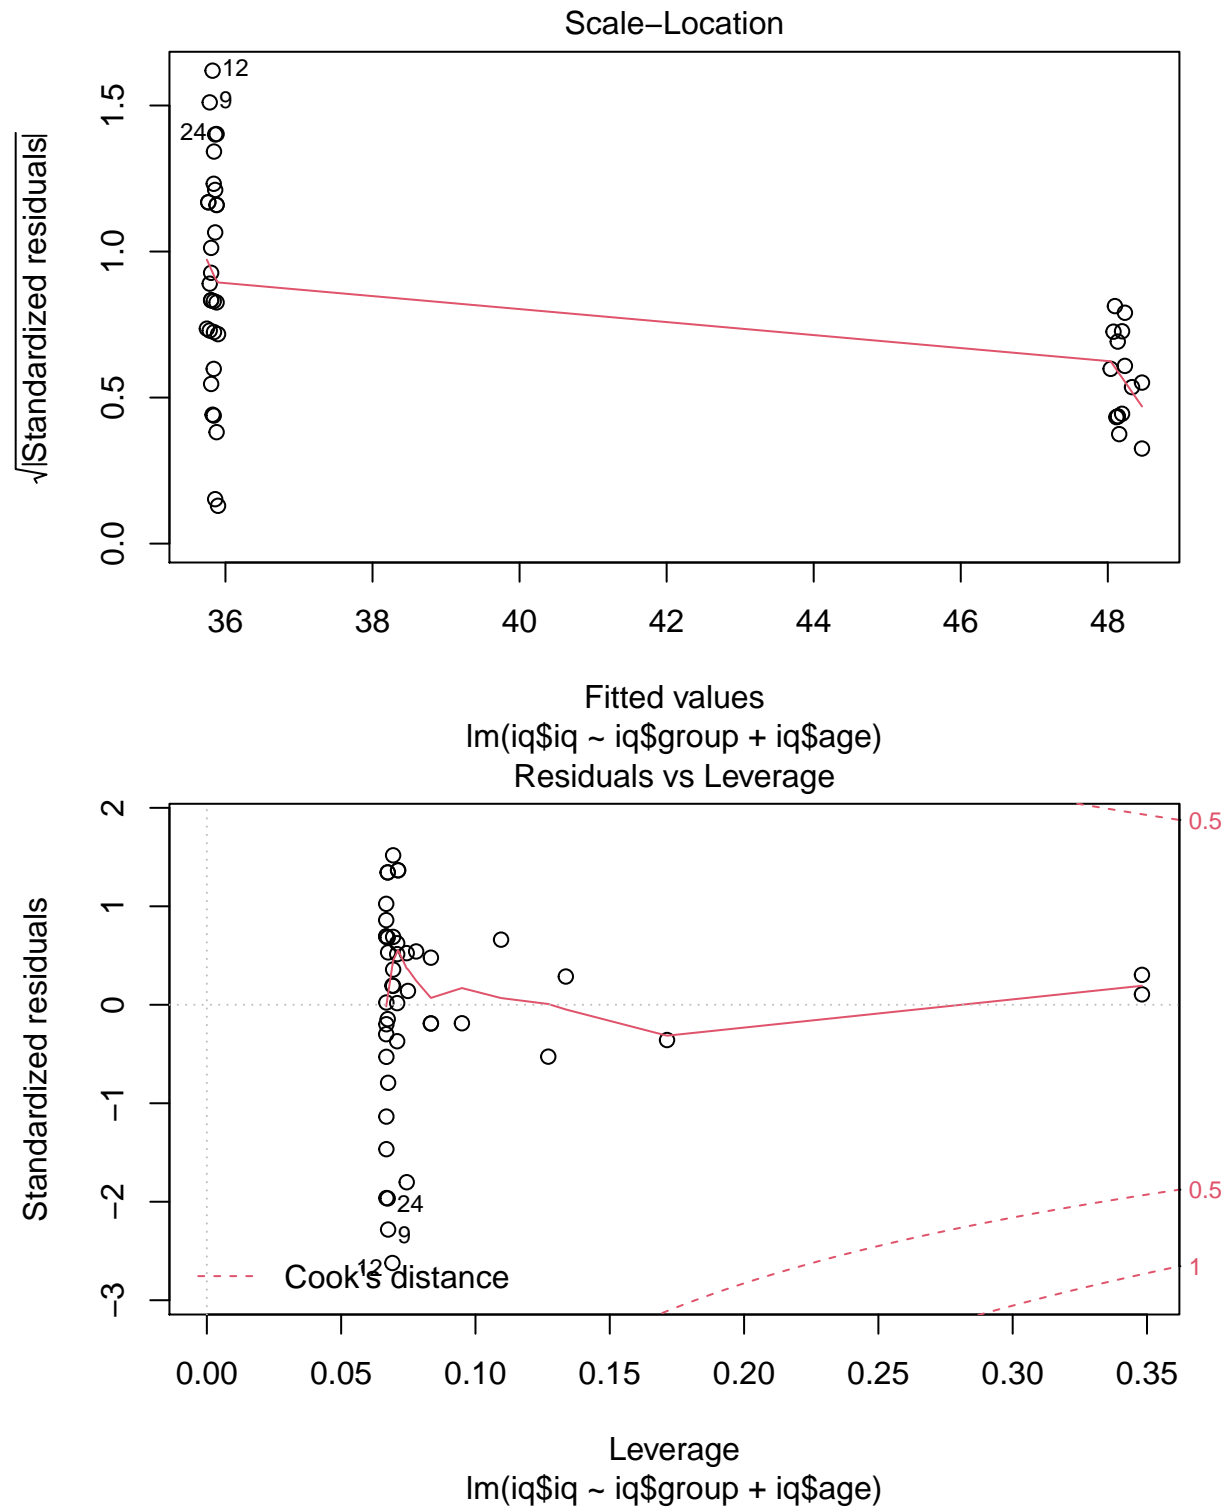 Scale−Location
√|Standardized residuals|
1.5
1.0
0.5
0.0
12
9
24
36 38 40 42 44 46 48
Fitted values
lm(iq$iq ~ iq$group + iq$age)
Residuals vs Leverage
Standardized residuals
2
1
0
−1
−2
−3
0.5
0.5
1
24
9
12
Cook's distance
0.00 0.05 0.10 0.15 0.20 0.25 0.30 0.35
Leverage
lm(iq$iq ~ iq$group + iq$age)